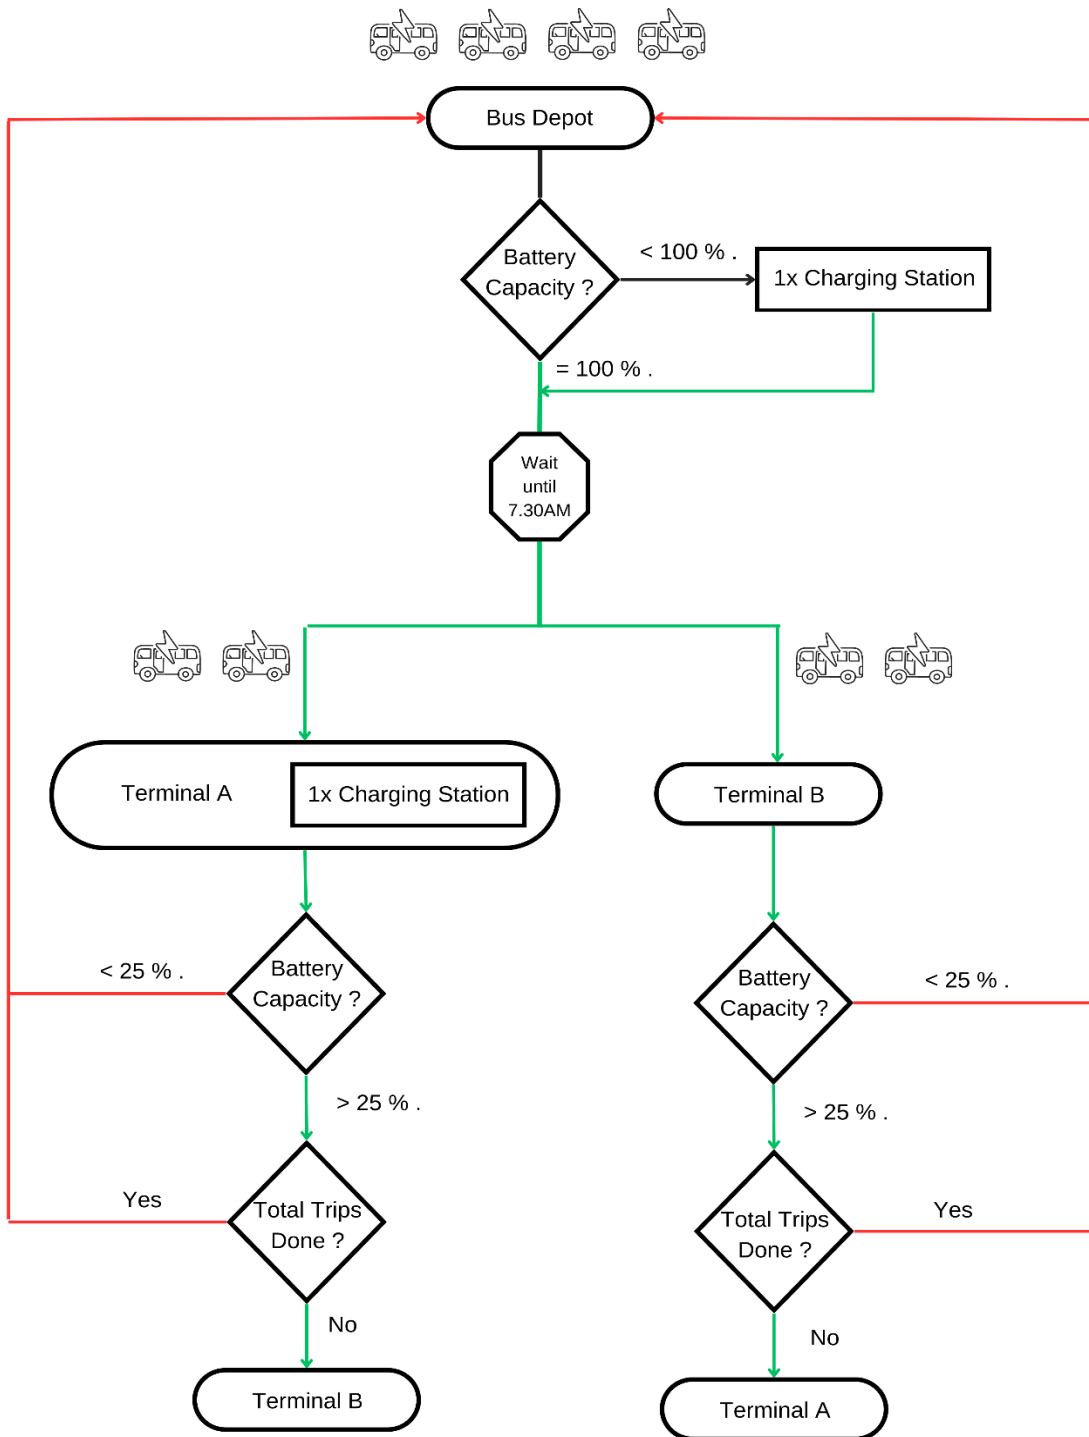 Bus Depot
Battery
Capacity ?
< 100 % .
1x Charging Station
= 100 % .
Wait
until
7.30AM
Terminal A
1x Charging Station
Terminal B
Battery
Capacity ?
< 25 % .
Battery
Capacity ?
< 25 % .
> 25 % .
> 25 % .
Yes
Total Trips
Done ?
Yes
Total Trips
Done ?
No
No
Terminal B
Terminal A